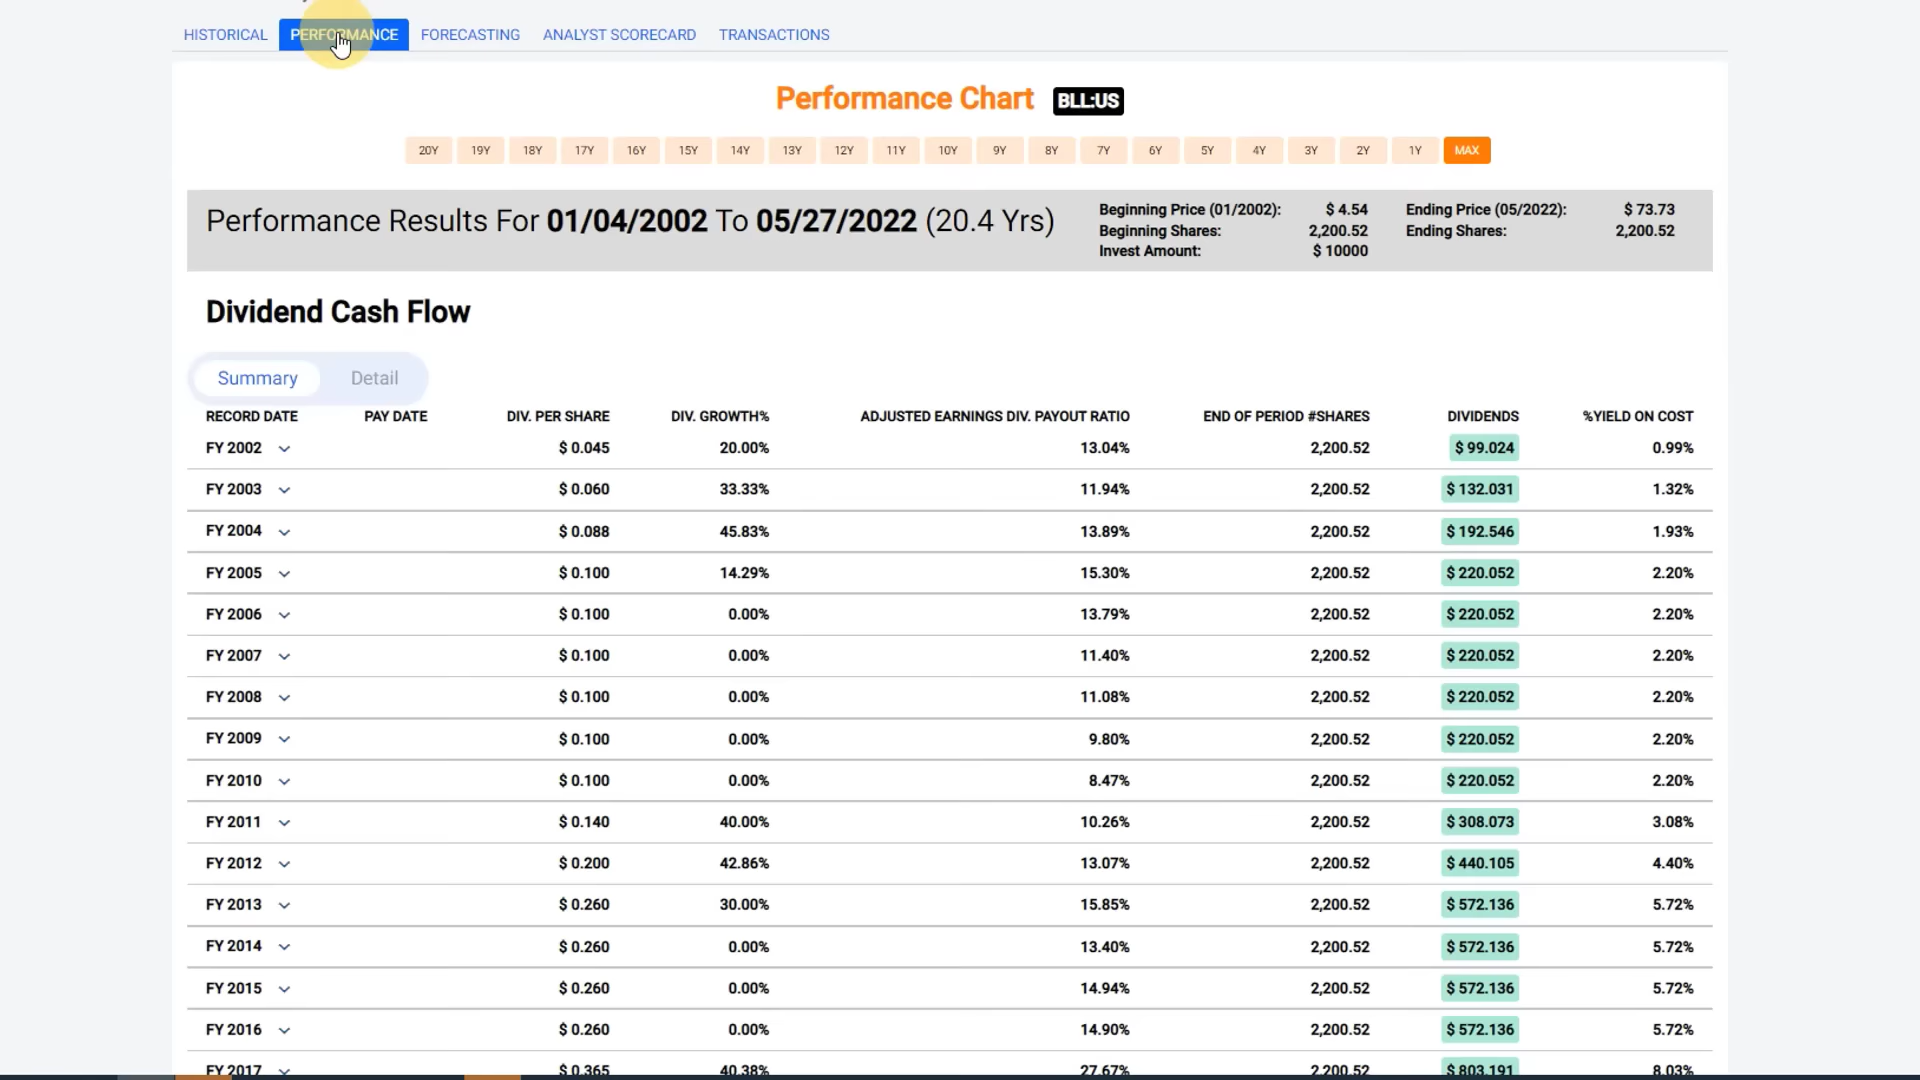 HISTORICAL PERFORMANCE FORECASTING ANALYST SCORECARD TRANSACTIONS
Performance Chart BLL:US
20Y 19Y 18Y 17Y 16Y 15Y 14Y 13Y 12Y 11Y 10Y 9Y 8Y 7Y 6Y 5Y 4Y 3Y 2Y 1Y MAX
Performance Results For 01/04/2002 To 05/27/2022 (20.4 Yrs)
Beginning Price (01/2002): $ 4.54 Ending Price (05/2022): $ 73.73
Beginning Shares: 2,200.52 Ending Shares: 2,200.52
Invest Amount: $ 10000
Dividend Cash Flow
Summary Detail
RECORD DATE PAY DATE DIV. PER SHARE DIV. GROWTH% ADJUSTED EARNINGS DIV. PAYOUT RATIO END OF PERIOD #SHARES DIVIDENDS %YIELD ON COST
FY 2002 $ 0.045 20.00% 13.04% 2,200.52 $ 99.024 0.99%
FY 2003 $ 0.060 33.33% 11.94% 2,200.52 $ 132.031 1.32%
FY 2004 $ 0.088 45.83% 13.89% 2,200.52 $ 192.546 1.93%
FY 2005 $ 0.100 14.29% 15.30% 2,200.52 $ 220.052 2.20%
FY 2006 $ 0.100 0.00% 13.79% 2,200.52 $ 220.052 2.20%
FY 2007 $ 0.100 0.00% 11.40% 2,200.52 $ 220.052 2.20%
FY 2008 $ 0.100 0.00% 11.08% 2,200.52 $ 220.052 2.20%
FY 2009 $ 0.100 0.00% 9.80% 2,200.52 $ 220.052 2.20%
FY 2010 $ 0.100 0.00% 8.47% 2,200.52 $ 220.052 2.20%
FY 2011 $ 0.140 40.00% 10.26% 2,200.52 $ 308.073 3.08%
FY 2012 $ 0.200 42.86% 13.07% 2,200.52 $ 440.105 4.40%
FY 2013 $ 0.260 30.00% 15.85% 2,200.52 $ 572.136 5.72%
FY 2014 $ 0.260 0.00% 13.40% 2,200.52 $ 572.136 5.72%
FY 2015 $ 0.260 0.00% 14.94% 2,200.52 $ 572.136 5.72%
FY 2016 $ 0.260 0.00% 14.90% 2,200.52 $ 572.136 5.72%
FY 2017 $ 0.365 40.38% 27.67% 2,200.52 $ 803.191 8.03%